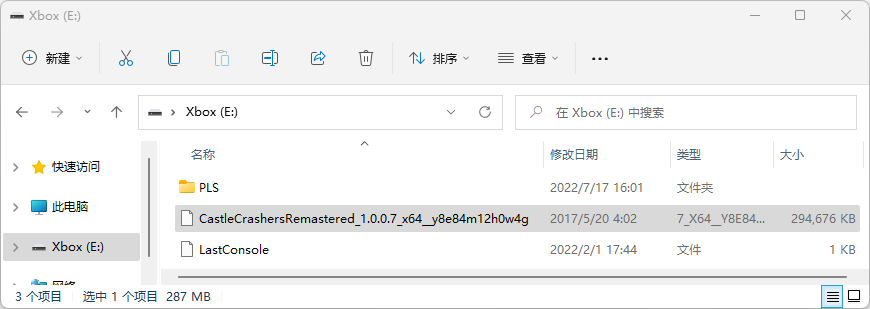 Xbox (E:)
新建 排序 查看 ...
Xbox (E:) 在 Xbox (E:) 中搜索
名称 修改日期 类型 大小
快速访问
PLS 2022/7/17 16:01 文件夹
此电脑
CastleCrashersRemastered_1.0.0.7_x64__y8e84m12h0w4g 2017/5/20 4:02 7_X64__Y8E84... 294,676 KB
Xbox (E:)
LastConsole 2022/2/1 17:44 文件 1 KB
网络
3 个项目 选中 1 个项目 287 MB